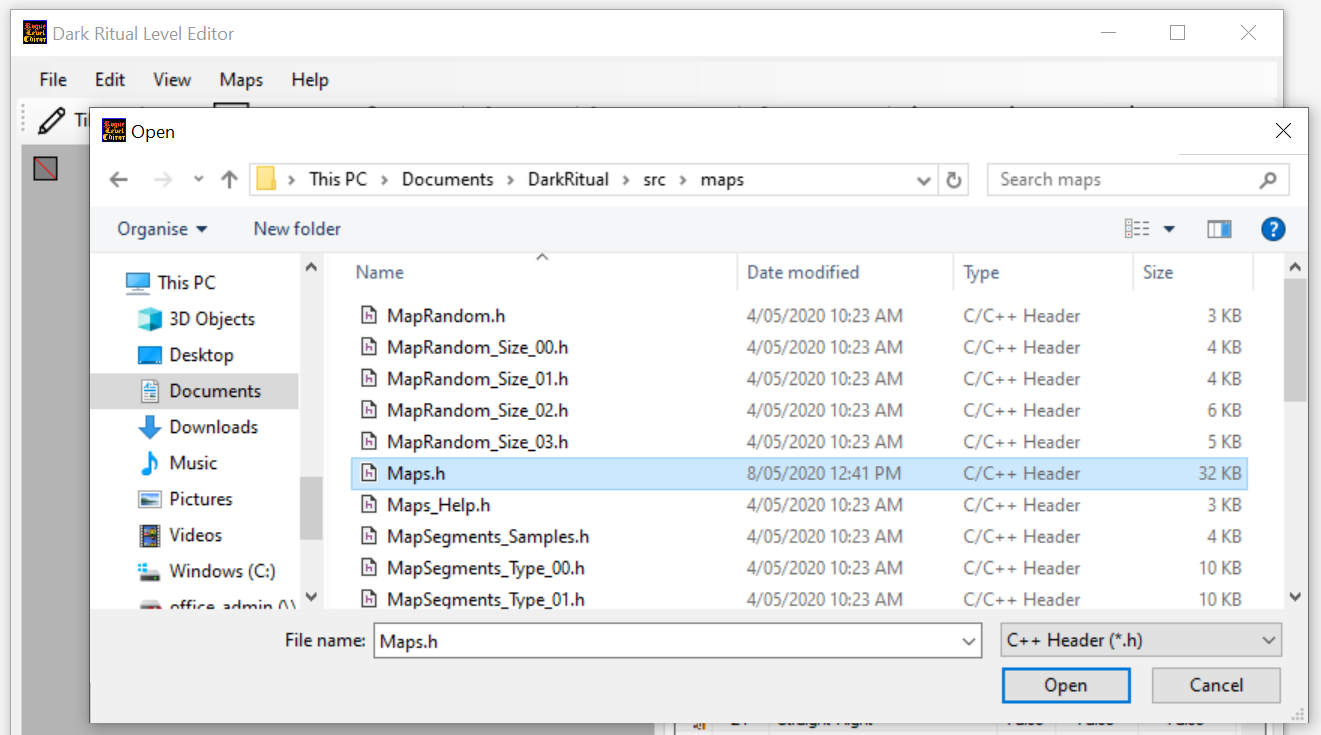 Dark Ritual Level Editor
File Edit View Maps Help
Open
This PC > Documents > DarkRitual > src > maps
Search maps
Organise New folder
Name Date modified Type Size
This PC
3D Objects
Desktop
Documents
Downloads
Music
Pictures
Videos
Windows (C:)
office_admin (\\
MapRandom.h 4/05/2020 10:23 AM C/C++ Header 3 KB
MapRandom_Size_00.h 4/05/2020 10:23 AM C/C++ Header 4 KB
MapRandom_Size_01.h 4/05/2020 10:23 AM C/C++ Header 4 KB
MapRandom_Size_02.h 4/05/2020 10:23 AM C/C++ Header 6 KB
MapRandom_Size_03.h 4/05/2020 10:23 AM C/C++ Header 5 KB
Maps.h 8/05/2020 12:41 PM C/C++ Header 32 KB
Maps_Help.h 4/05/2020 10:23 AM C/C++ Header 3 KB
MapSegments_Samples.h 4/05/2020 10:23 AM C/C++ Header 4 KB
MapSegments_Type_00.h 4/05/2020 10:23 AM C/C++ Header 10 KB
MapSegments_Type_01.h 4/05/2020 10:23 AM C/C++ Header 10 KB
File name: Maps.h C++ Header (*.h)
Open Cancel